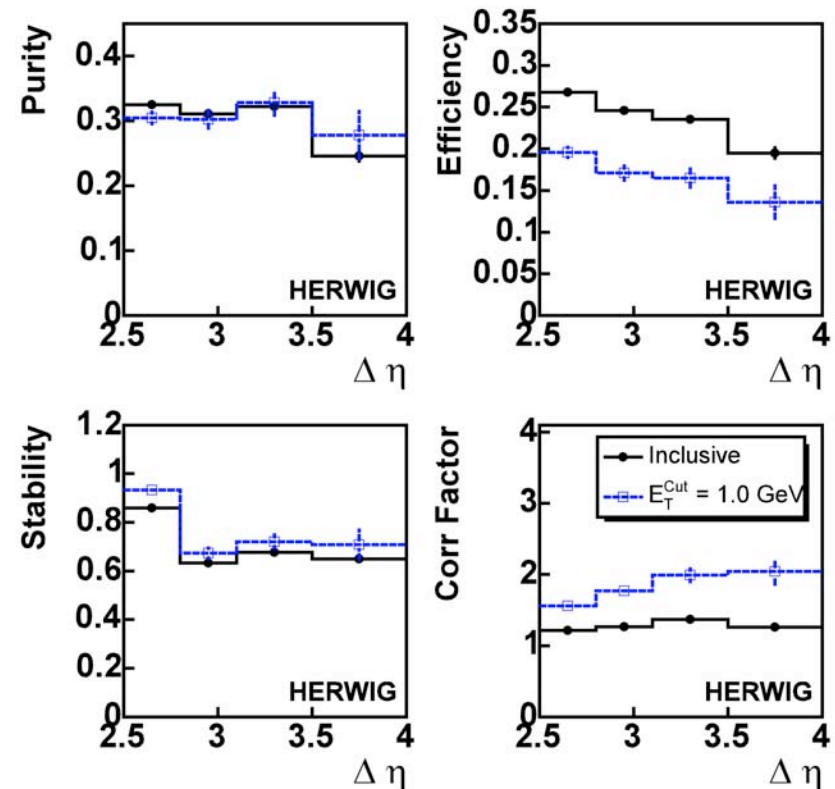 Purity
0.4
0.3
0.2
0.1
0
2.5 3 3.5 4
HERWIG
Δ η
Efficiency
0.35
0.3
0.25
0.2
0.15
0.1
0.05
0
2.5 3 3.5 4
HERWIG
Δ η
Stability
1.2
1
0.8
0.6
0.4
0.2
0
2.5 3 3.5 4
HERWIG
Δ η
Corr Factor
4
3
2
1
0
2.5 3 3.5 4
Inclusive
E_T^Cut = 1.0 GeV
HERWIG
Δ η